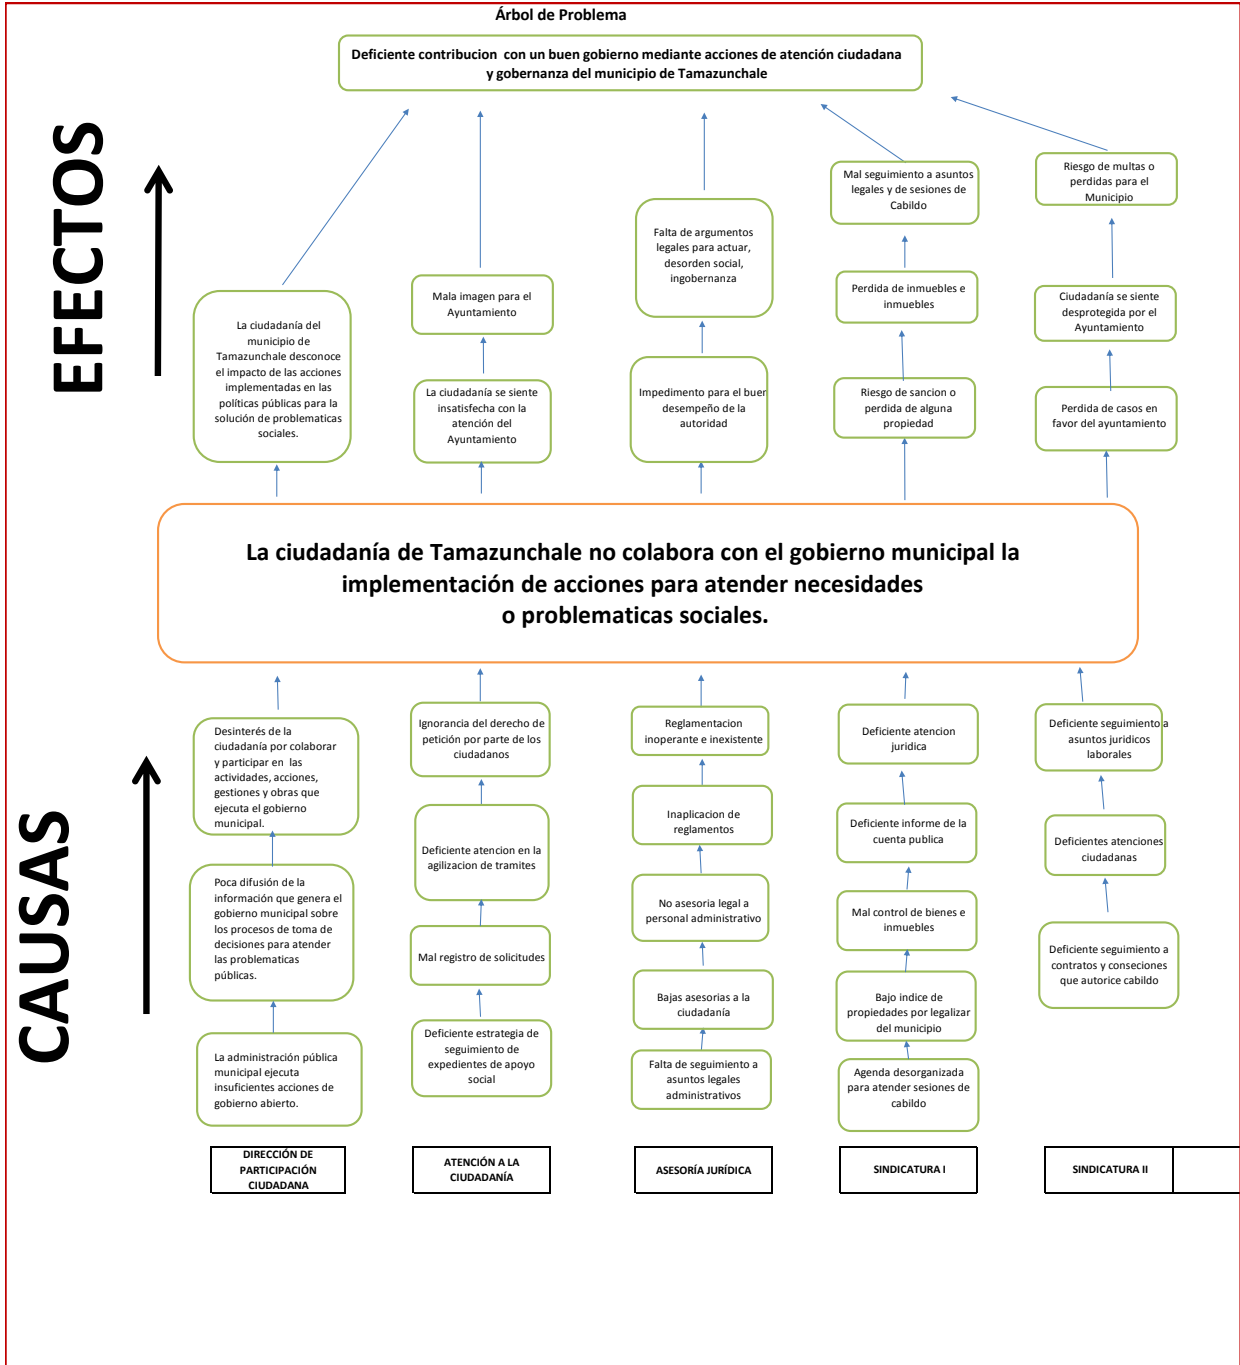 Árbol de Problema
Deficiente contribucion con un buen gobierno mediante acciones de atención ciudadana
y gobernanza del municipio de Tamazunchale
EFECTOS
La ciudadanía del
municipio de
Tamazunchale desconoce
el impacto de las acciones
implementadas en las
políticas públicas para la
solución de problematicas
sociales.
Mala imagen para el
Ayuntamiento
La ciudadanía se siente
insatisfecha con la
atención del
Ayuntamiento
Falta de argumentos
legales para actuar,
desorden social,
ingobernanza
Impedimento para el buen
desempeño de la
autoridad
Mal seguimiento a asuntos
legales y de sesiones de
Cabildo
Perdida de inmuebles e
inmuebles
Riesgo de sancion o
perdida de alguna
propiedad
Riesgo de multas o
perdidas para el
Municipio
Ciudadanía se siente
desprotegida por el
Ayuntamiento
Perdida de casos en
favor del ayuntamiento
La ciudadanía de Tamazunchale no colabora con el gobierno municipal la
implementación de acciones para atender necesidades
o problematicas sociales.
CAUSAS
Desinterés de la
ciudadanía por colaborar
y participar en las
actividades, acciones,
gestiones y obras que
ejecuta el gobierno
municipal.
Poca difusión de la
información que genera el
gobierno municipal sobre
los procesos de toma de
decisiones para atender
las problematicas
públicas.
La administración pública
municipal ejecuta
insuficientes acciones de
gobierno abierto.
Ignorancia del derecho de
petición por parte de los
ciudadanos
Deficiente atencion en la
agilizacion de tramites
Mal registro de solicitudes
Deficiente estrategia de
seguimiento de
expedientes de apoyo
social
Reglamentacion
inoperante e inexistente
Inaplicacion de
reglamentos
No asesoria legal a
personal administrativo
Bajas asesorias a la
ciudadanía
Falta de seguimiento a
asuntos legales
administrativos
Deficiente atencion
juridica
Deficiente informe de la
cuenta publica
Mal control de bienes e
inmuebles
Bajo indice de
propiedades por legalizar
del municipio
Agenda desorganizada
para atender sesiones de
cabildo
Deficiente seguimiento a
asuntos juridicos
laborales
Deficientes atenciones
ciudadanas
Deficiente seguimiento a
contratos y conseciones
que autorice cabildo
DIRECCIÓN DE
PARTICIPACIÓN
CIUDADANA
ATENCIÓN A LA
CIUDADANÍA
ASESORÍA JURÍDICA
SINDICATURA I
SINDICATURA II